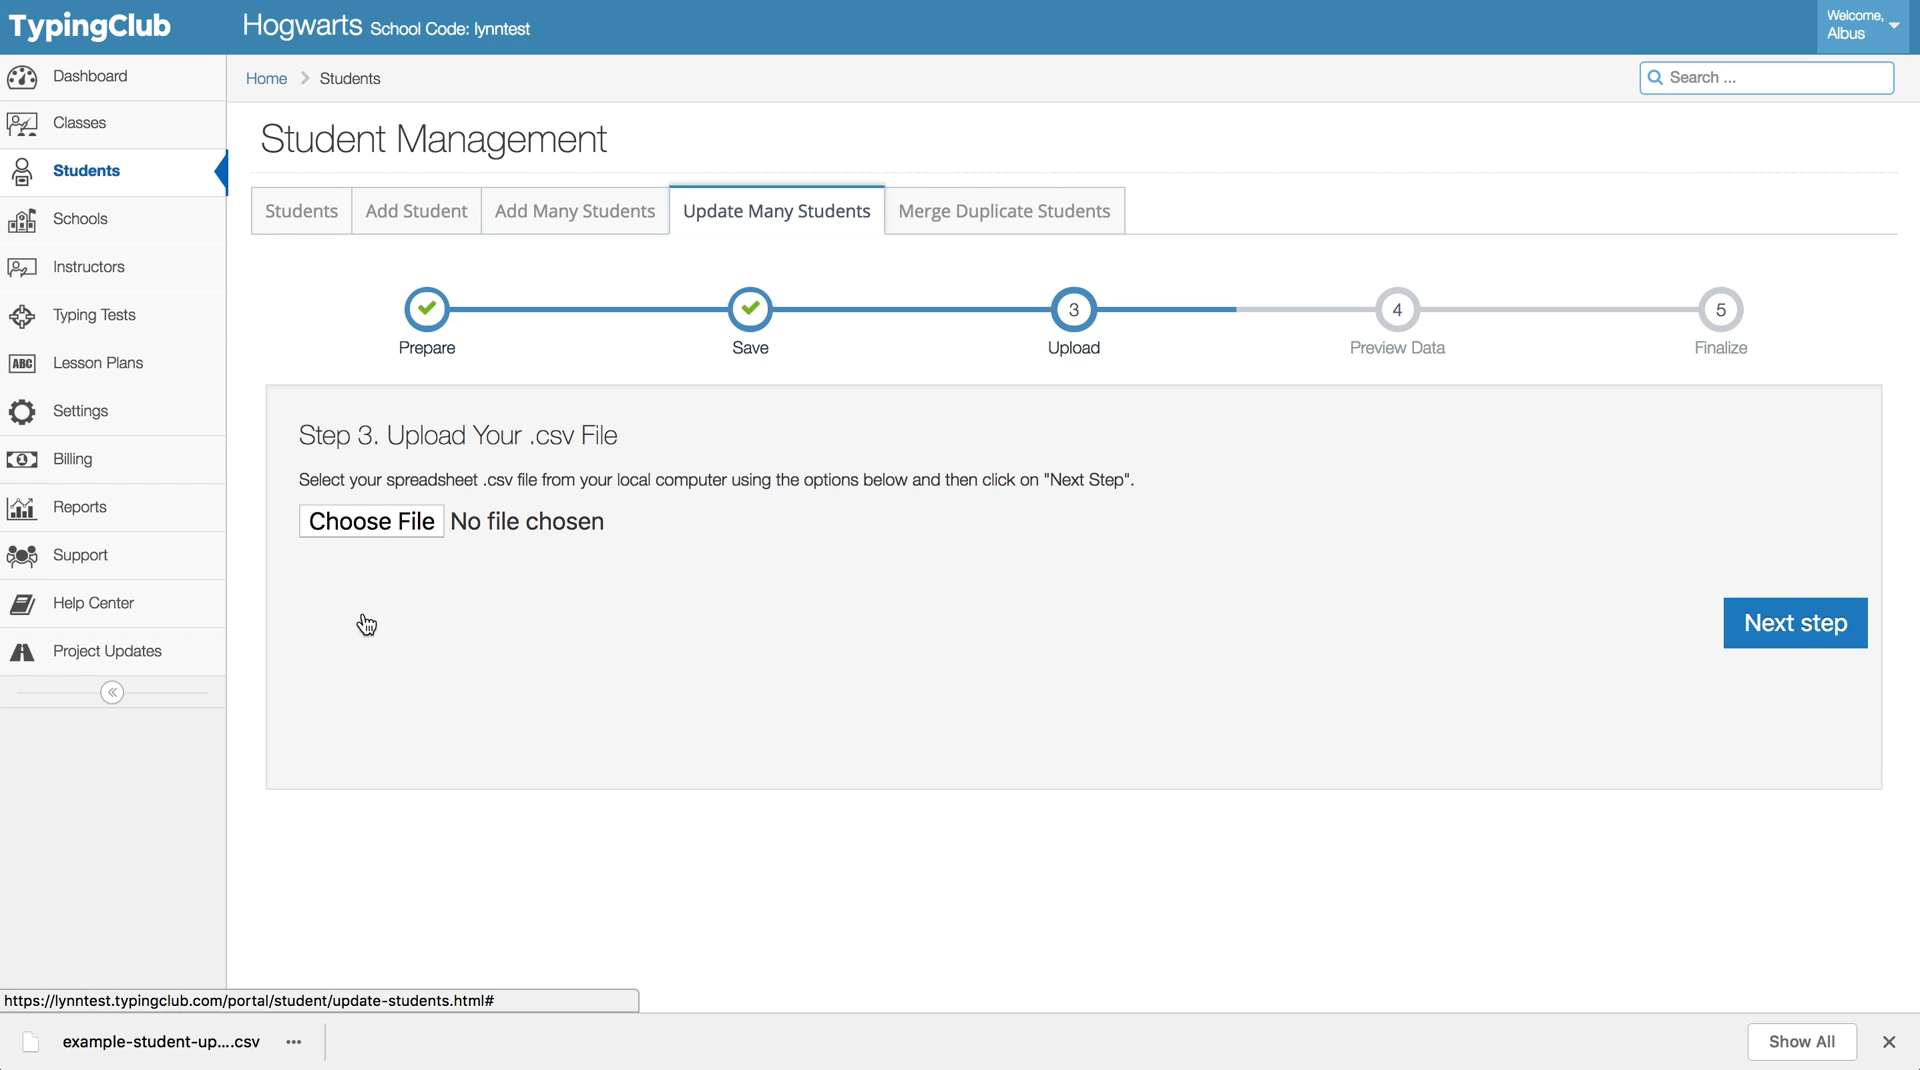 TypingClub
Hogwarts School Code: lynntest
Welcome,
Albus
Dashboard
Classes
Students
Schools
Instructors
Typing Tests
ABC Lesson Plans
Settings
Billing
Reports
Support
Help Center
Project Updates
Home > Students
Search ...
Student Management
Students
Add Student
Add Many Students
Update Many Students
Merge Duplicate Students
3
4
5
Prepare
Save
Upload
Preview Data
Finalize
Step 3. Upload Your .csv File
Select your spreadsheet .csv file from your local computer using the options below and then click on "Next Step".
Choose File No file chosen
Next step
https://lynntest.typingclub.com/portal/student/update-students.html#
example-student-up....csv
Show All